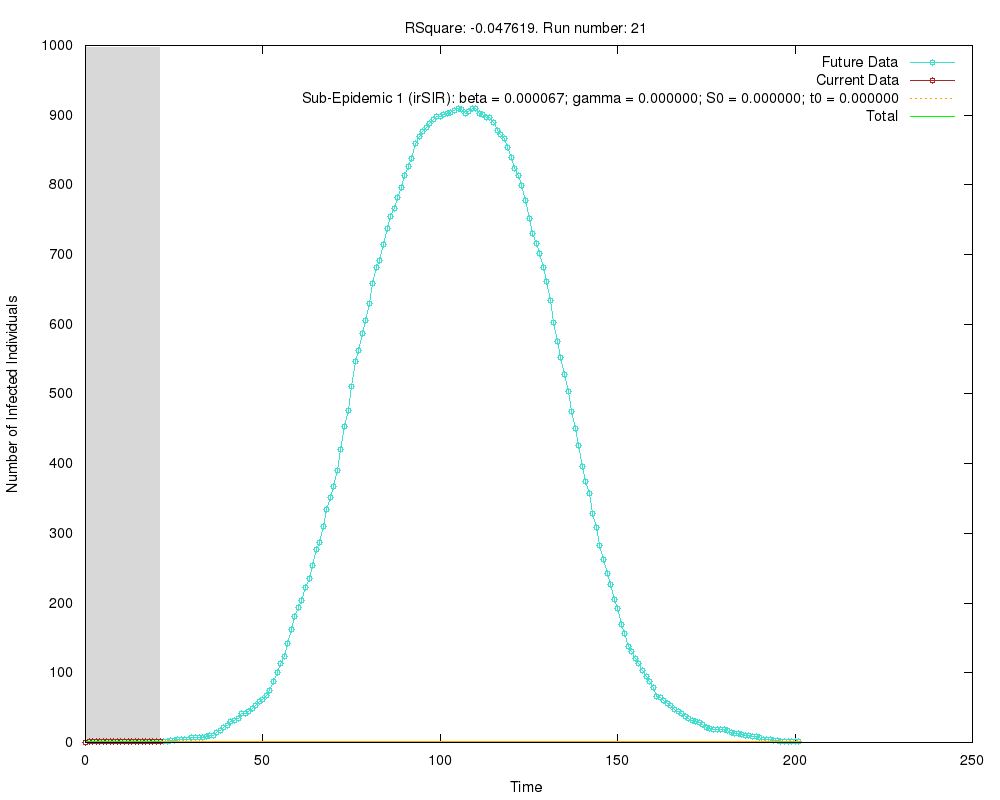 RSquare: -0.047619. Run number: 21
1000
900
800
700
600
500
400
300
200
100
0
Number of Infected Individuals
Future Data
Current Data
Sub-Epidemic 1 (irSIR): beta = 0.000067; gamma = 0.000000; S0 = 0.000000; t0 = 0.000000
Total
0 50 100 150 200 250
Time